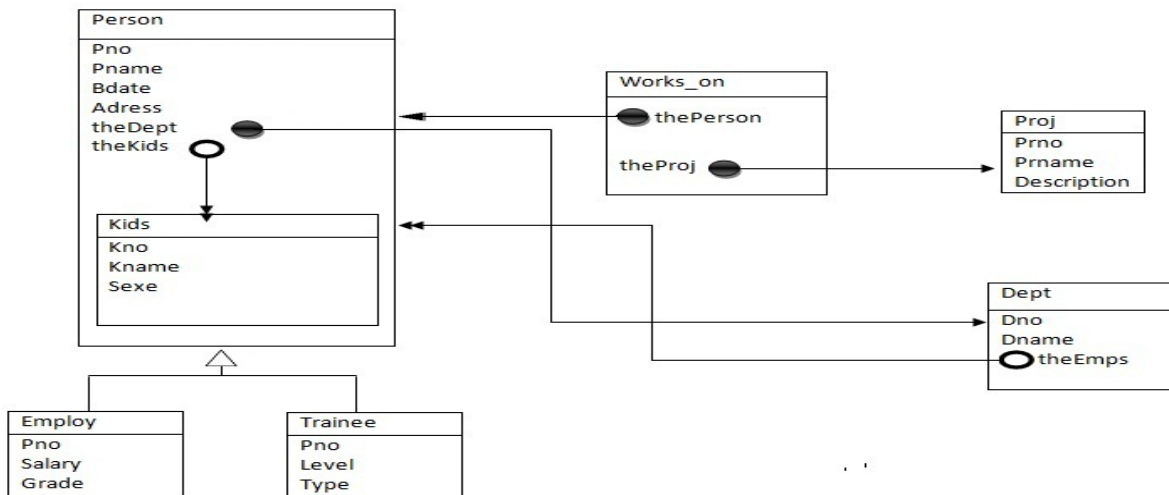 Person
Pno
Pname
Bdate
Adress
theDept
theKids
Kids
Kno
Kname
Sexe
Works_on
thePerson
theProj
Proj
Prno
Prname
Description
Dept
Dno
Dname
theEmps
Employ
Pno
Salary
Grade
Trainee
Pno
Level
Type